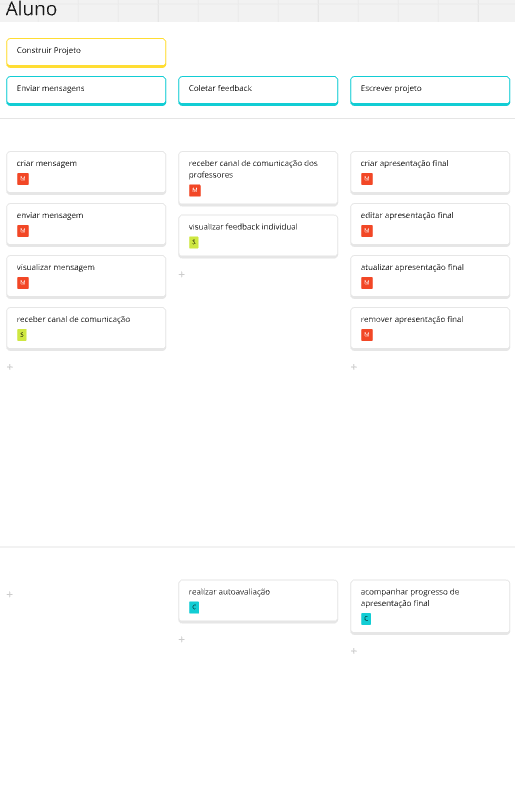 Aluno
Construir Projeto
Enviar mensagens
Coletar feedback
Escrever projeto
criar mensagem
M
receber canal de comunicação dos
professores
M
criar apresentação final
M
enviar mensagem
M
visualizar feedback individual
S
editar apresentação final
M
visualizar mensagem
M
atualizar apresentação final
M
receber canal de comunicação
S
remover apresentação final
M
realizar autoavaliação
C
acompanhar progresso de
apresentação final
C